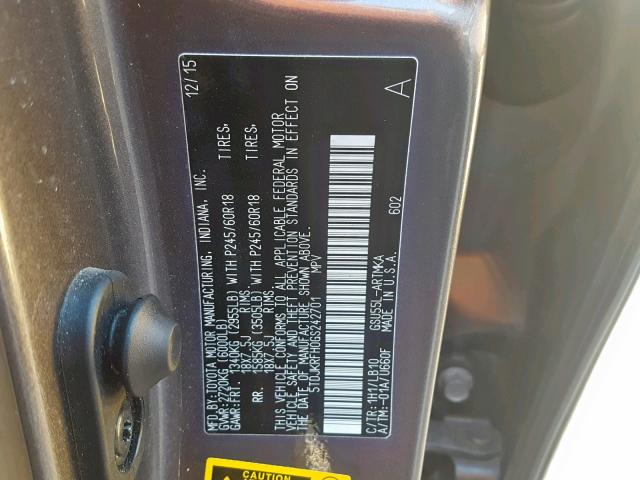 MFD. BY: TOYOTA MOTOR MANUFACTURING, INDIANA, INC. 12/15
GVWR: 2720KG (6000LB)
GAWR: FRT. 1340KG (2955LB) WITH P245/60R18 TIRES,
18X7.5J RIMS,
RR. 1585KG (3505LB) WITH P245/60R18 TIRES,
18X7.5J RIMS,
THIS VEHICLE CONFORMS TO ALL APPLICABLE FEDERAL MOTOR
VEHICLE SAFETY AND THEFT PREVENTION STANDARDS IN EFFECT ON
THE DATE OF MANUFACTURE SHOWN ABOVE.
5TDJKRFH0GS242701 MPV
A
602
C/TR: 1H1/LB10 GSU55L-ARTMKA
A/TM: -01A/U660F MADE IN U.S.A.
CAUTION